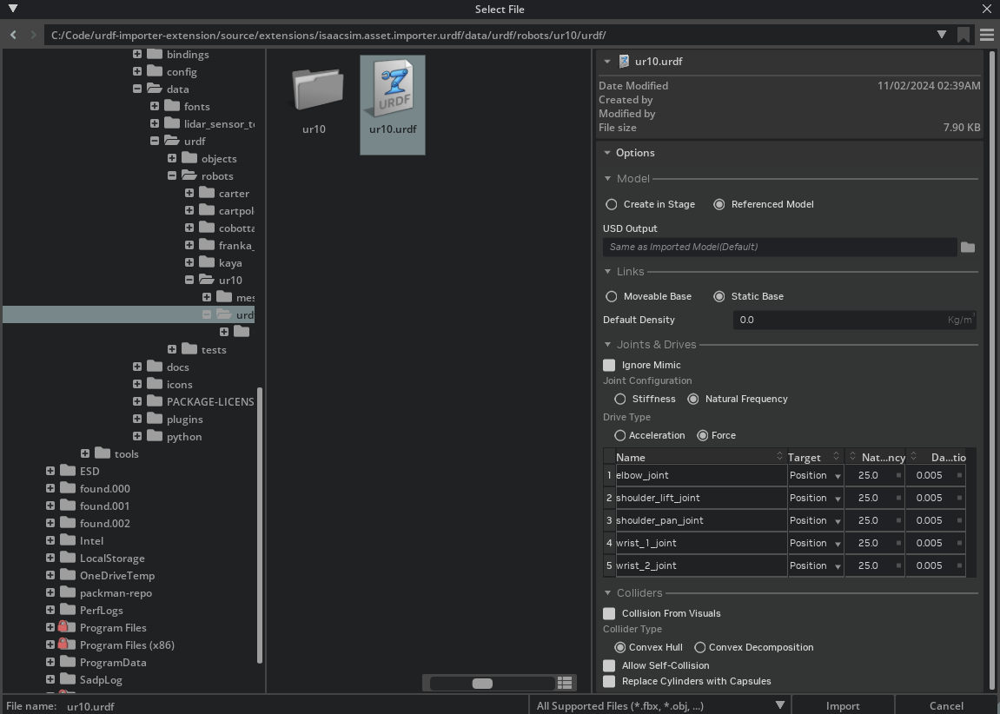 Select File
C:/Code/urdf-importer-extension/source/extensions/isaacsim.asset.importer.urdf/data/urdf/robots/ur10/urdf/
bindings
config
data
fonts
lidar_sensor_te
urdf
objects
robots
carter
cartpol
cobotta
franka_
kaya
ur10
mes
urdf
tests
docs
icons
PACKAGE-LICENS
plugins
python
tools
ESD
found.000
found.001
found.002
Intel
LocalStorage
OneDriveTemp
packman-repo
PerfLogs
Program Files
Program Files (x86)
ProgramData
SadpLog
ur10
URDF
ur10.urdf
ur10.urdf
Date Modified 11/02/2024 02:39AM
Created by
Modified by
File size 7.90 KB
Options
Model
Create in Stage Referenced Model
USD Output
Same as Imported Model(Default)
Links
Moveable Base Static Base
Default Density 0.0 Kg/m
Joints & Drives
Ignore Mimic
Joint Configuration
Stiffness Natural Frequency
Drive Type
Acceleration Force
Name Target Nat...ncy Da...tio
1 elbow_joint Position 25.0 0.005
2 shoulder_lift_joint Position 25.0 0.005
3 shoulder_pan_joint Position 25.0 0.005
4 wrist_1_joint Position 25.0 0.005
5 wrist_2_joint Position 25.0 0.005
Colliders
Collision From Visuals
Collider Type
Convex Hull Convex Decomposition
Allow Self-Collision
Replace Cylinders with Capsules
File name: ur10.urdf All Supported Files (*.fbx, *.obj, ...) Import Cancel